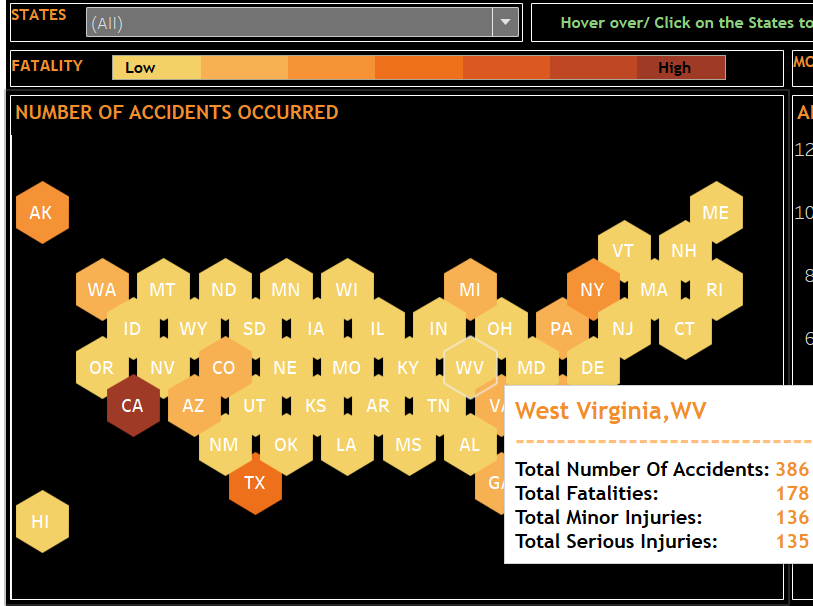 STATES
(All)
Hover over/ Click on the States to
FATALITY
Low
High
NUMBER OF ACCIDENTS OCCURRED
12
AK
ME
10
VT NH
WA MT ND MN WI MI NY MA RI
8
ID WY SD IA IL IN OH PA NJ CT
6
OR NV CO NE MO KY WV MD DE
CA AZ UT KS AR TN
NM OK LA MS AL
TX
HI
West Virginia,WV
Total Number Of Accidents: 386
Total Fatalities: 178
Total Minor Injuries: 136
Total Serious Injuries: 135